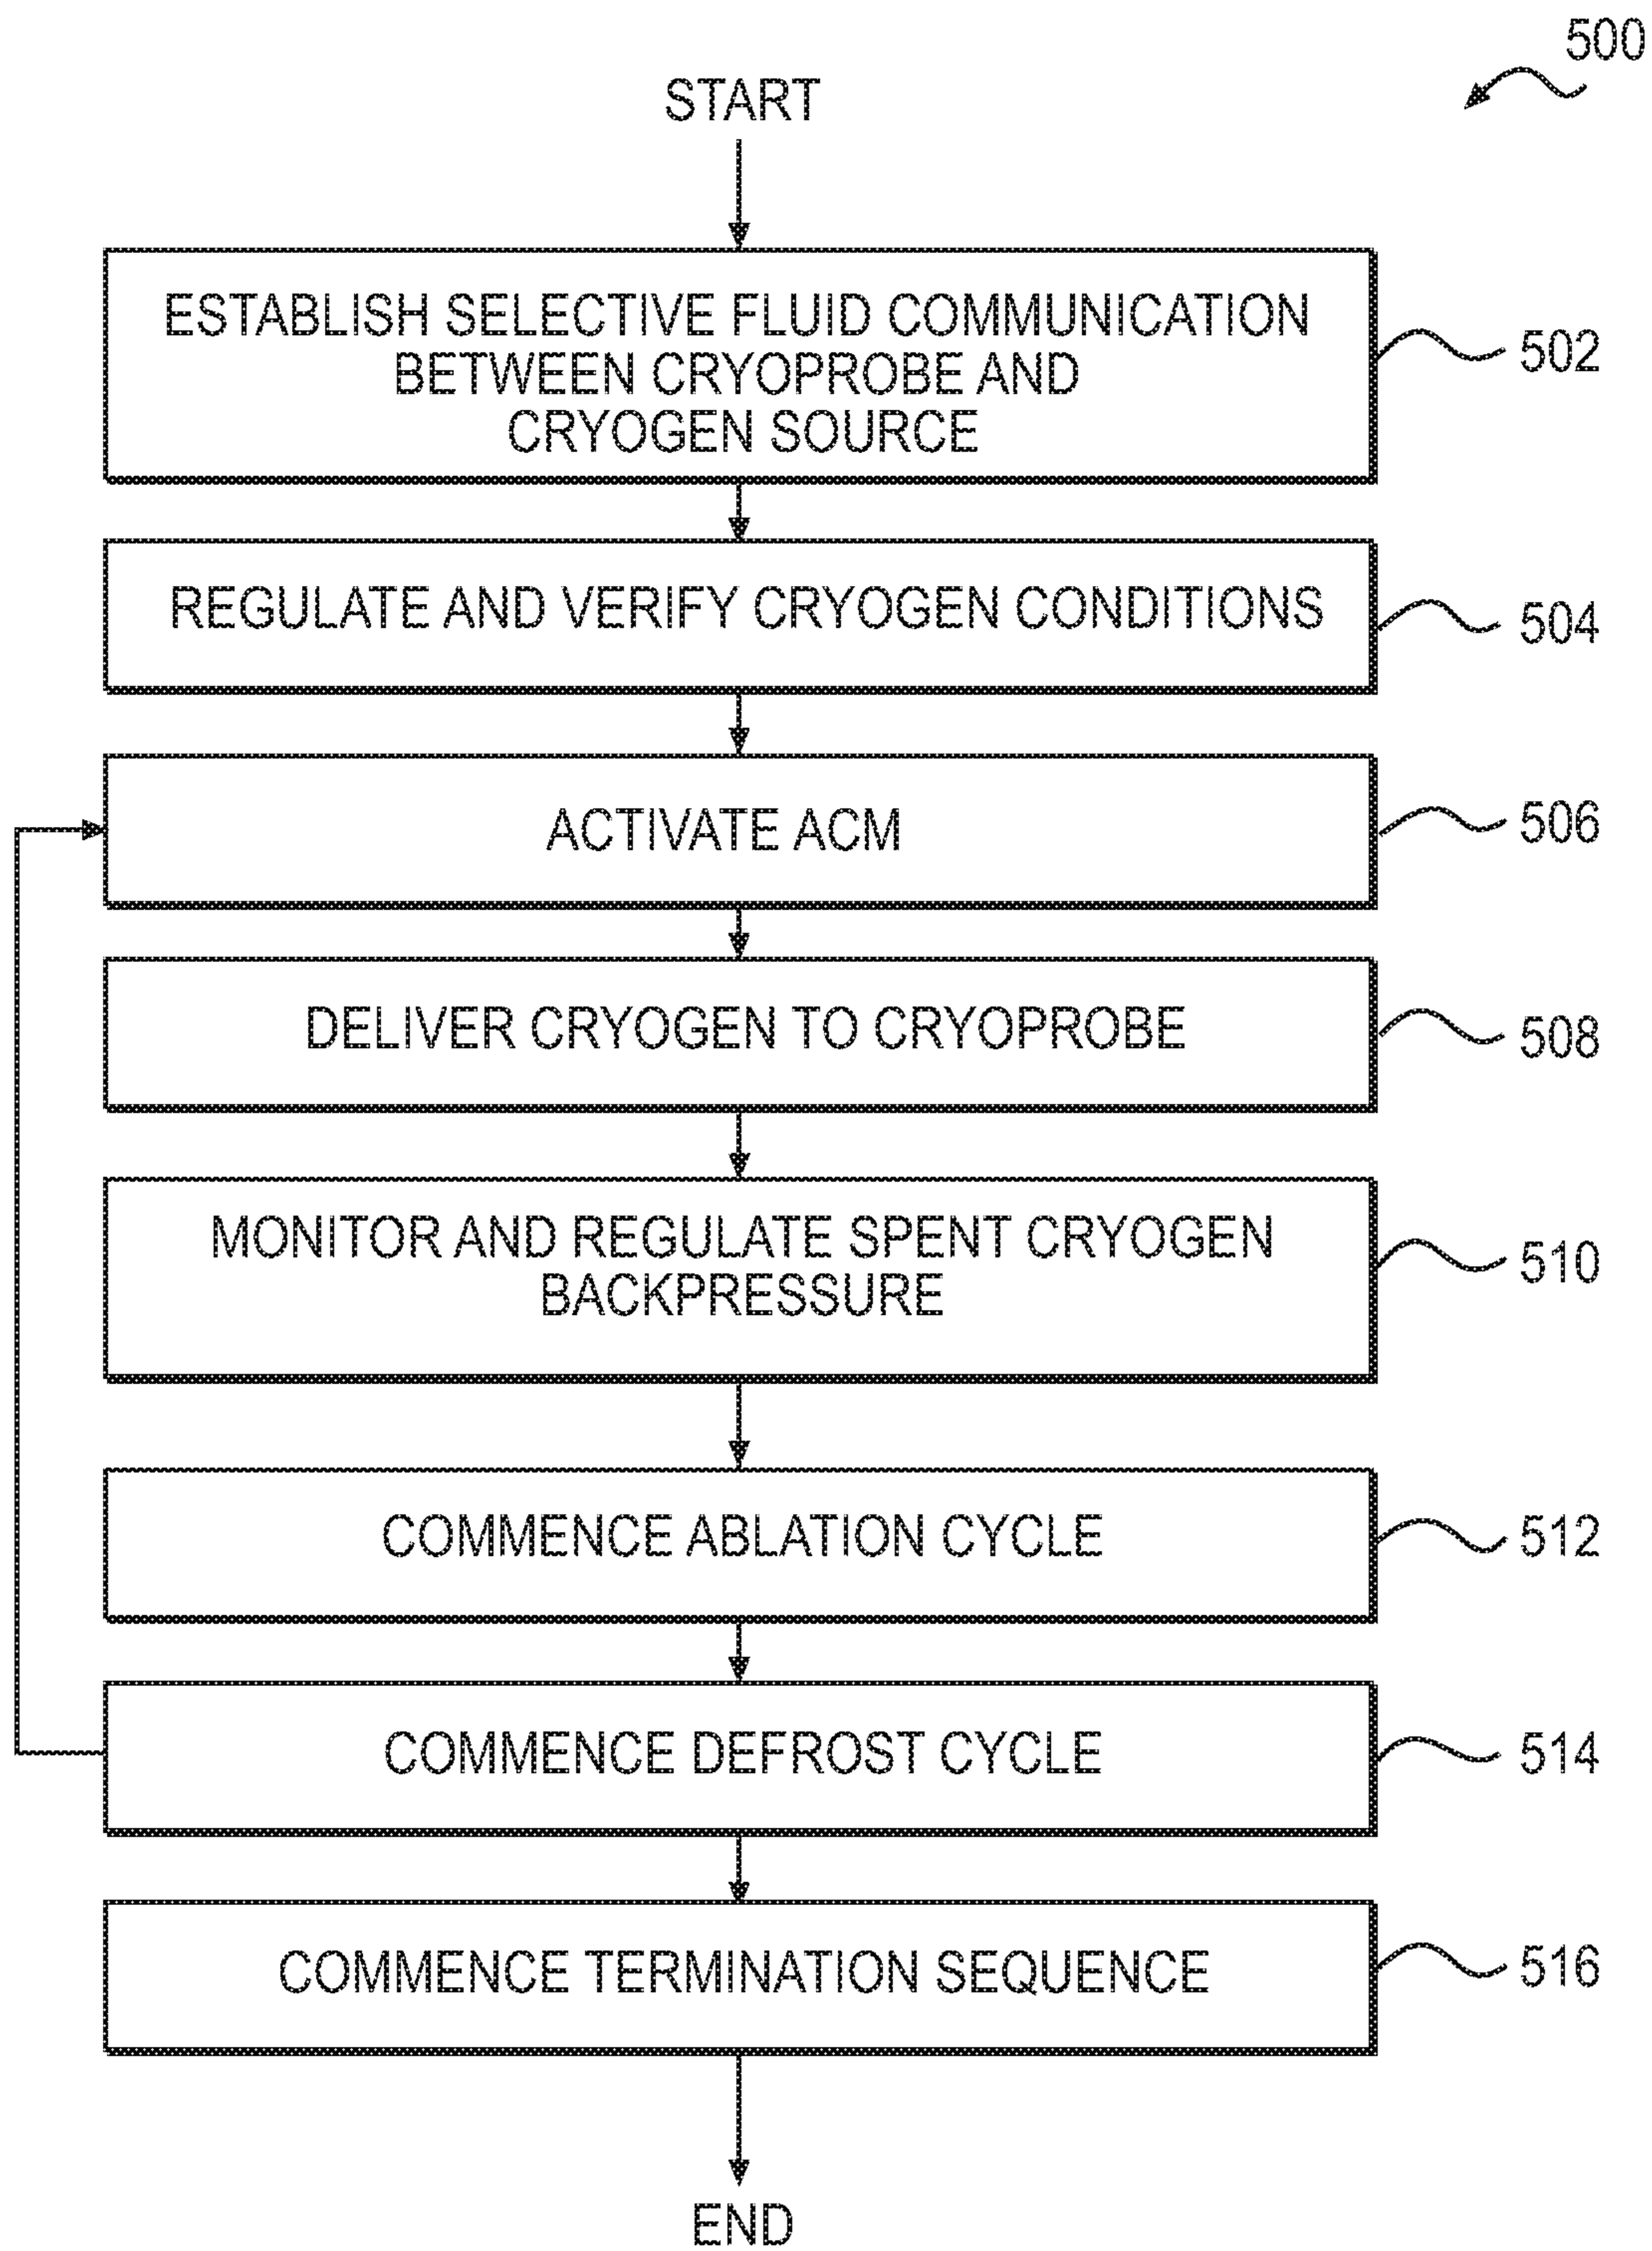 500
START
ESTABLISH SELECTIVE FLUID COMMUNICATION
BETWEEN CRYOPROBE AND
CRYOGEN SOURCE
502
REGULATE AND VERIFY CRYOGEN CONDITIONS
504
ACTIVATE ACM
506
DELIVER CRYOGEN TO CRYOPROBE
508
MONITOR AND REGULATE SPENT CRYOGEN
BACKPRESSURE
510
COMMENCE ABLATION CYCLE
512
COMMENCE DEFROST CYCLE
514
COMMENCE TERMINATION SEQUENCE
516
END